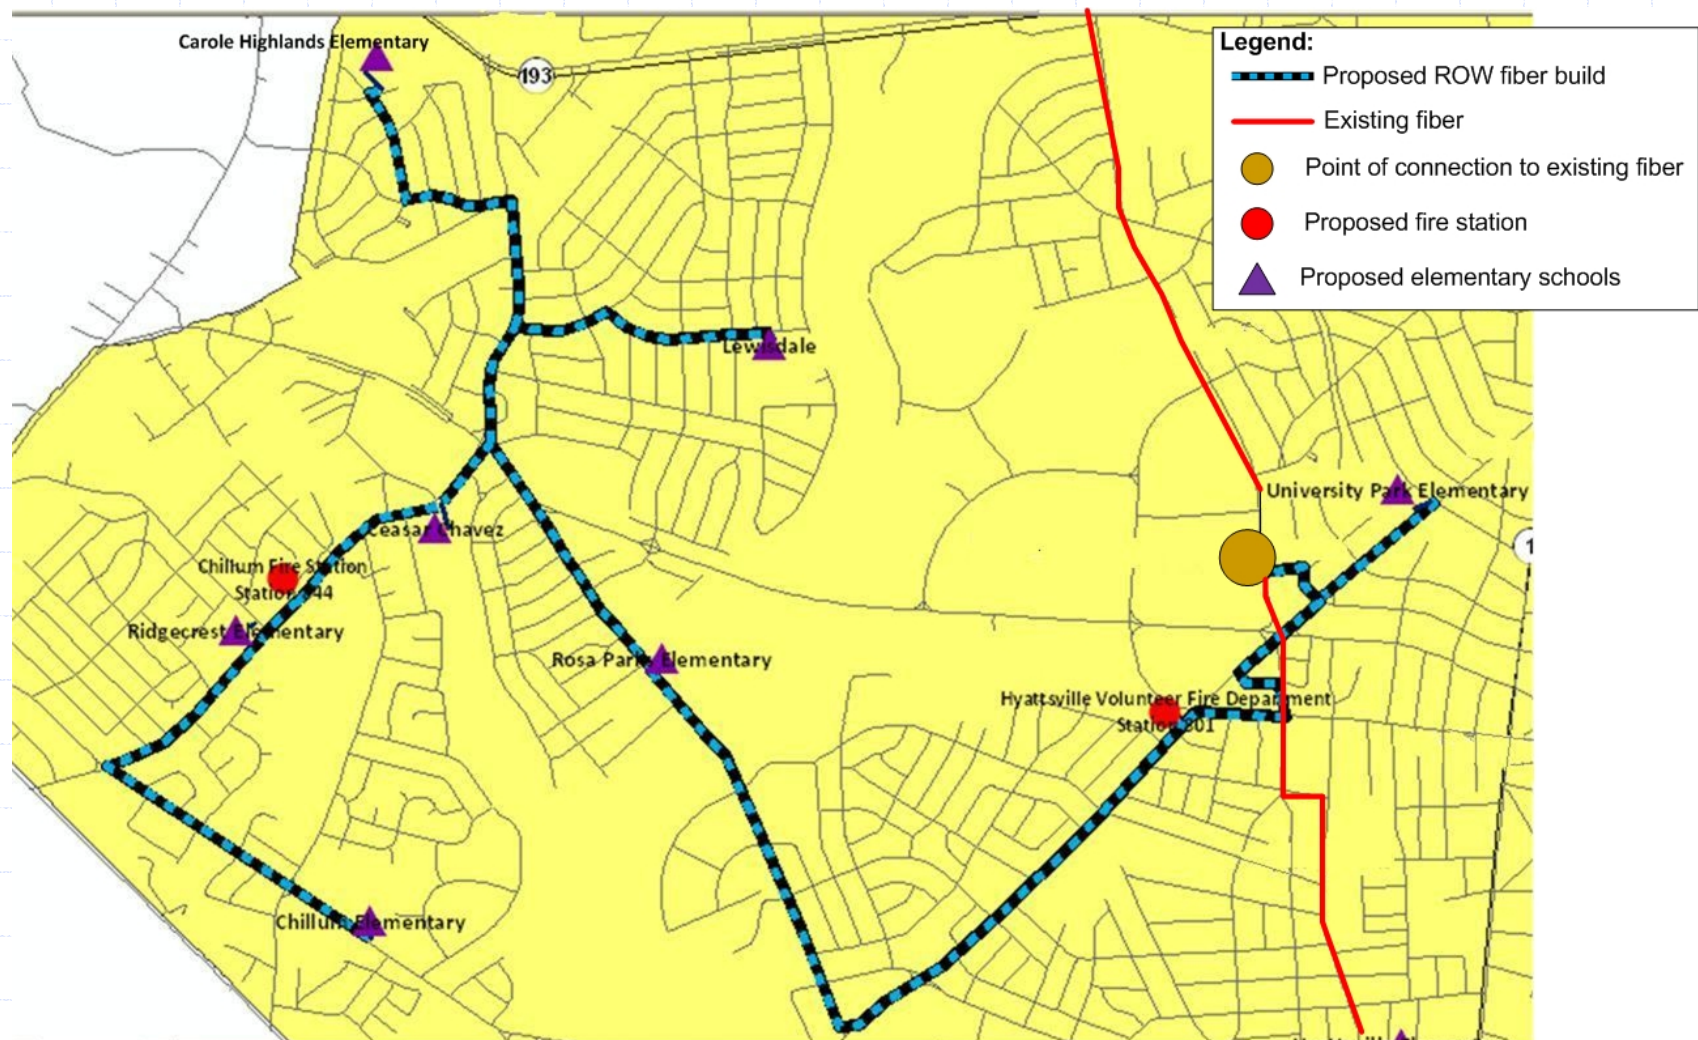 Carole Highlands Elementary
193
Legend:
Proposed ROW fiber build
Existing fiber
Point of connection to existing fiber
Proposed fire station
Proposed elementary schools
Lewisdale
University Park Elementary
1
Ceasar Chavez
Chillum Fire Station
Station 844
Ridgecrest Elementary
Rosa Parks Elementary
Hyattsville Volunteer Fire Department
Station 801
Chillum Elementary